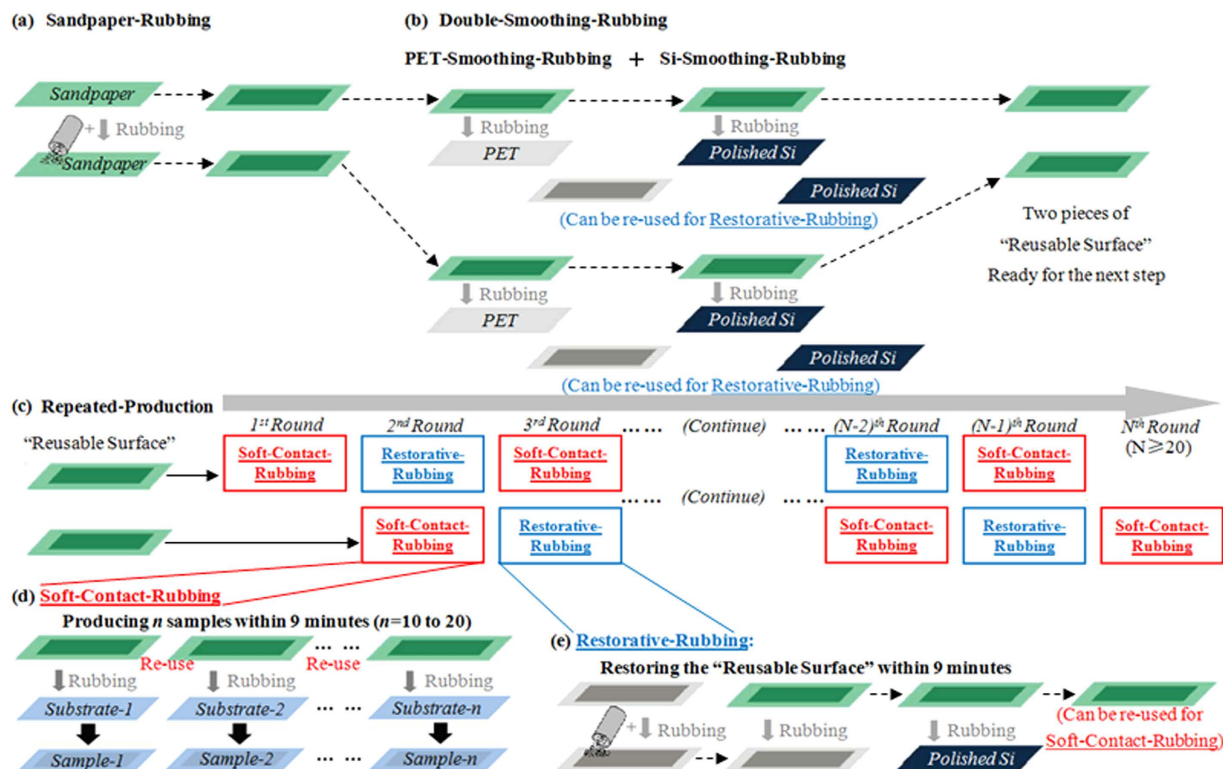 (a) Sandpaper-Rubbing
(b) Double-Smoothing-Rubbing
PET-Smoothing-Rubbing + Si-Smoothing-Rubbing
Sandpaper
+ Rubbing
Sandpaper
Rubbing
PET
Rubbing
Polished Si
Polished Si
(Can be re-used for Restorative-Rubbing)
Rubbing
PET
Rubbing
Polished Si
Polished Si
(Can be re-used for Restorative-Rubbing)
Two pieces of
“Reusable Surface”
Ready for the next step
(c) Repeated-Production
“Reusable Surface”
1st Round
2nd Round
3rd Round
… …
(Continue)
… …
(N-2)th Round
(N-1)th Round
Nth Round
(N≥20)
Soft-Contact-
Rubbing
Restorative-
Rubbing
Soft-Contact-
Rubbing
Restorative-
Rubbing
Soft-Contact-
Rubbing
… …
(Continue)
… …
Soft-Contact-
Rubbing
Restorative-
Rubbing
Soft-Contact-
Rubbing
Restorative-
Rubbing
Soft-Contact-
Rubbing
(d) Soft-Contact-Rubbing
Producing n samples within 9 minutes (n=10 to 20)
Re-use
… …
Re-use
Rubbing
Rubbing
Rubbing
Substrate-1
Substrate-2
… …
Substrate-n
Sample-1
Sample-2
… …
Sample-n
(e) Restorative-Rubbing:
Restoring the “Reusable Surface” within 9 minutes
+ Rubbing
Rubbing
Rubbing
Polished Si
(Can be re-used for
Soft-Contact-Rubbing)